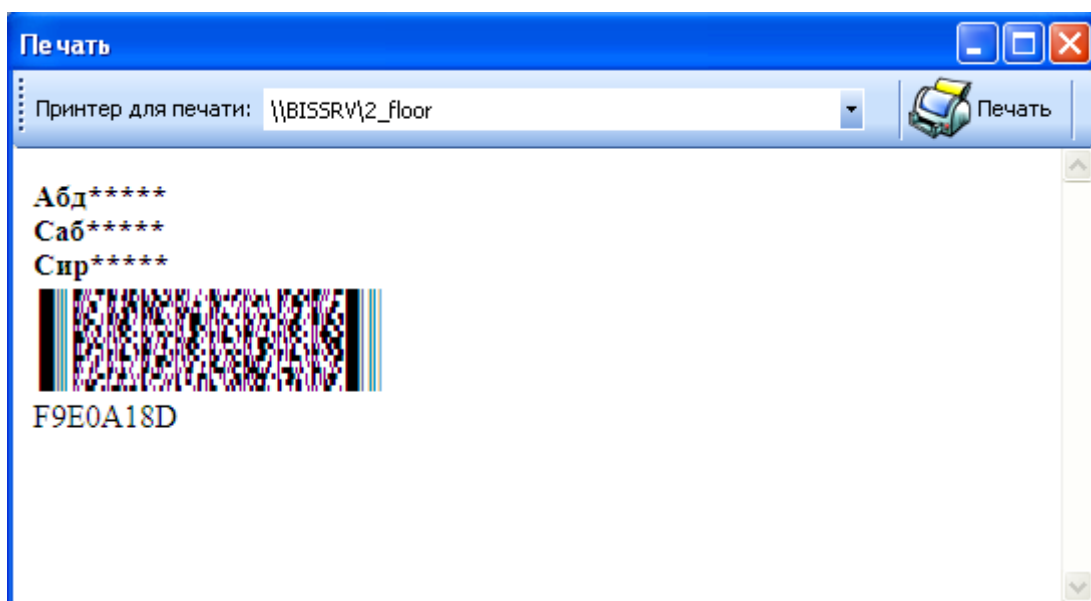 Печать
Принтер для печати: \\BISSRV\2_floor Печать
Абд*****
Саб*****
Сир*****
F9E0A18D